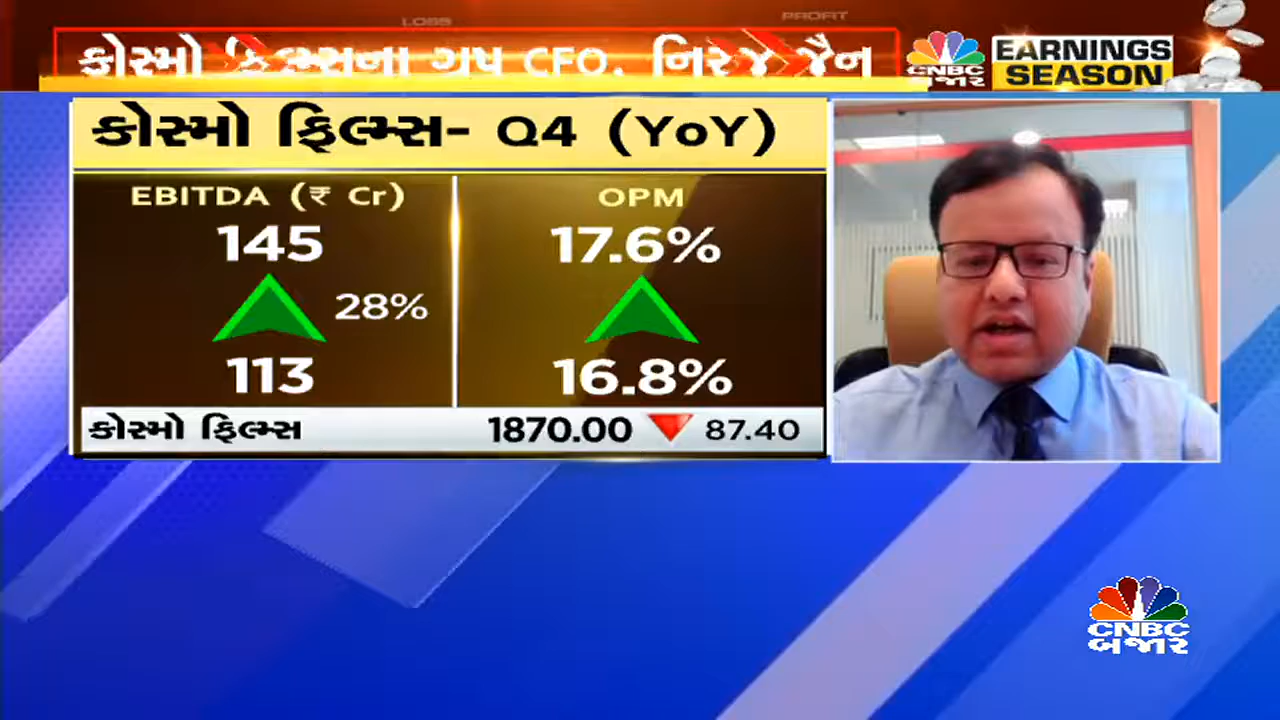 LOSS
PROFIT
કોસ્મો ફિલ્મ્સના ગ્રુપ CFO, જૈન
CNBC
બજાર
EARNINGS
SEASON
કોસ્મો ફિલ્મ્સ- Q4 (YoY)
EBITDA (₹ Cr)
OPM
145
17.6%
28%
113
16.8%
કોસ્મો ફિલ્મ્સ 1870.00 87.40
CNBC
બજાર